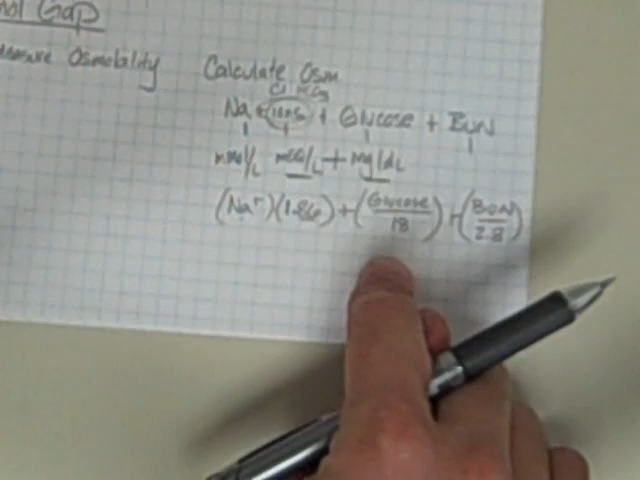 Gap
Measure Osmolality
Calculate Osm
Cl HCO3
Na + ions + Glucose + BUN
mmol/L mEq/L + mg/dL
(Na+)(1.86) + (Glucose/18) + (BUN/2.8)